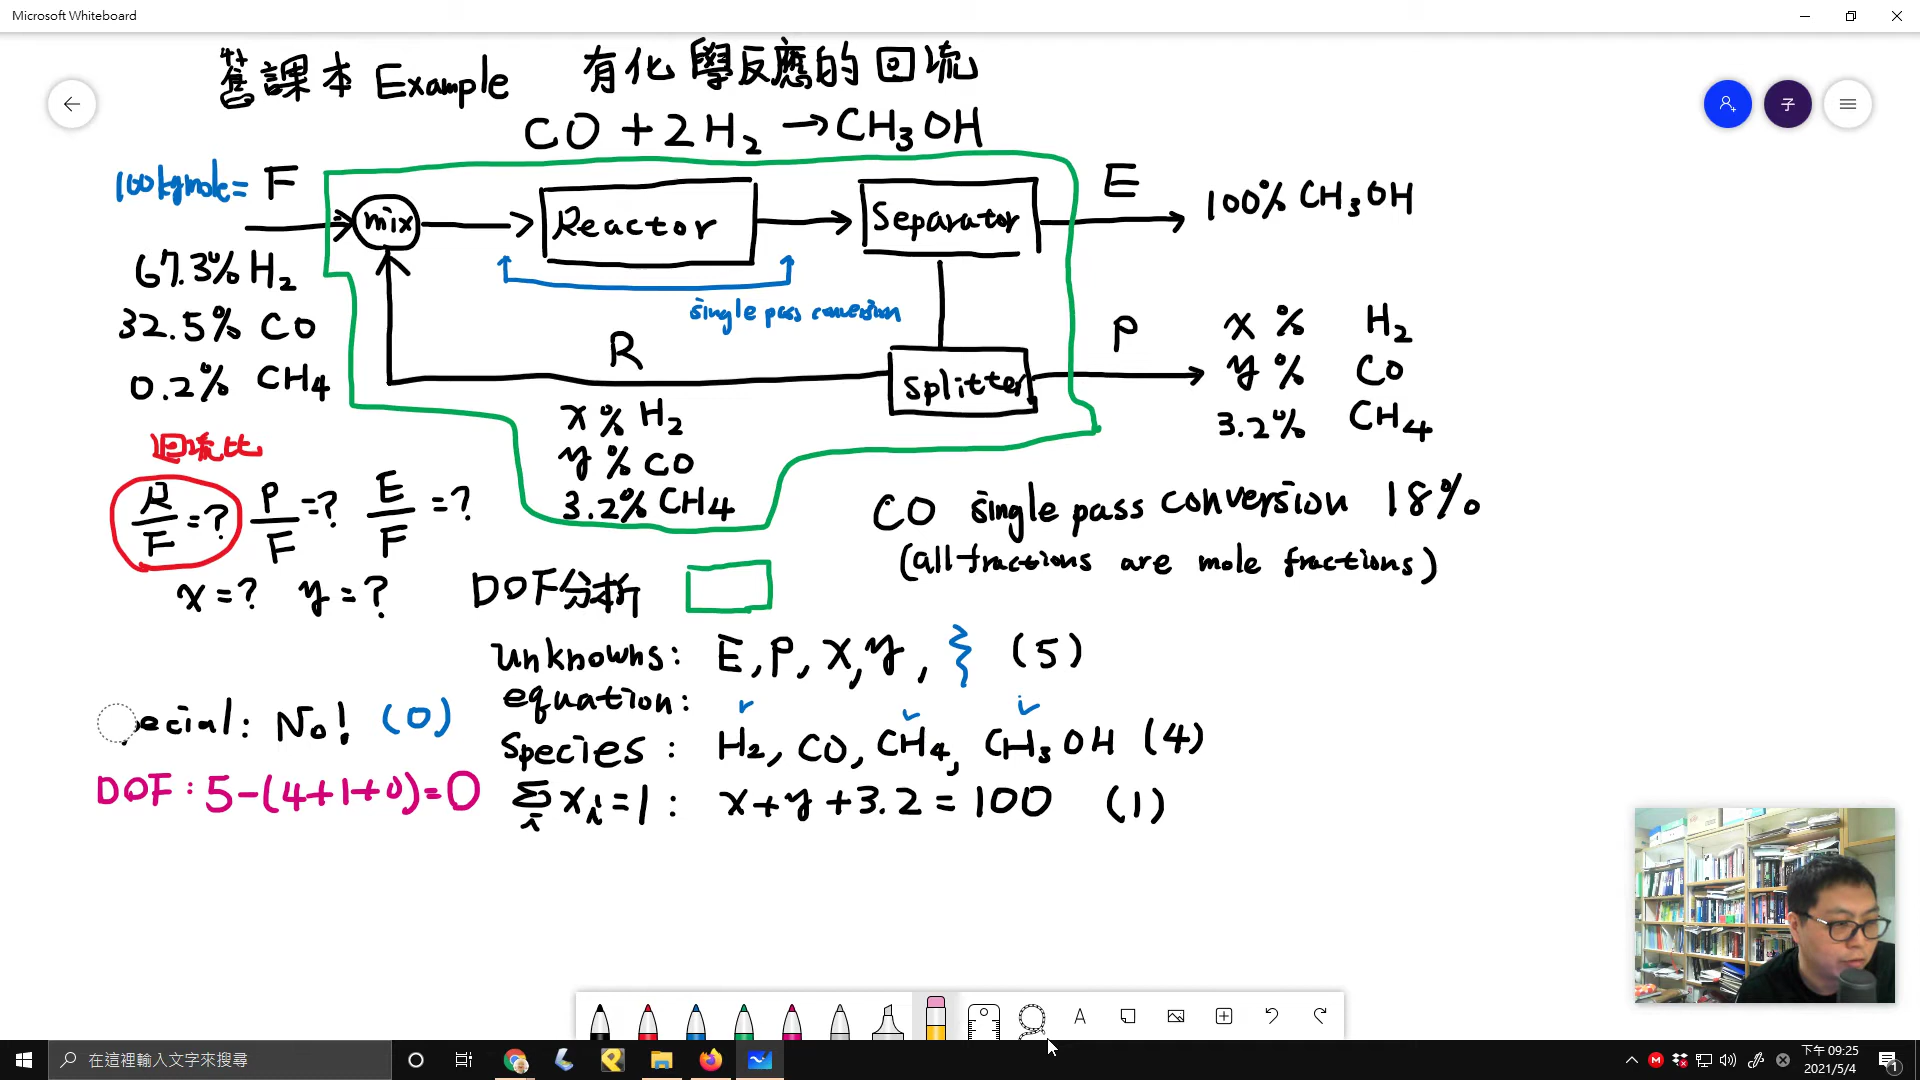 Microsoft Whiteboard
舊課本 Example 有化學反應的回流
CO + 2H₂ → CH₃OH
子
100 kgmole = F
mix
Reactor
Separator
E
100% CH₃OH
67.3% H₂
32.5% CO
0.2% CH₄
single pass conversion
R
Splitter
P
x % H₂
y % CO
3.2% CH₄
x % H₂
y % CO
3.2% CH₄
回流比
R/F = ? P/F = ? E/F = ?
x = ? y = ?
CO single pass conversion 18%
(all fractions are mole fractions)
DOF分析
unknowns: E, P, x, y, ξ (5)
equation:
species: H₂, CO, CH₄, CH₃OH (4)
Σxᵢ = 1 : x + y + 3.2 = 100 (1)
i
pecial: No! (0)
DOF: 5-(4+1+0)=0
在這裡輸入文字來搜尋
下午 09:25
2021/5/4
1